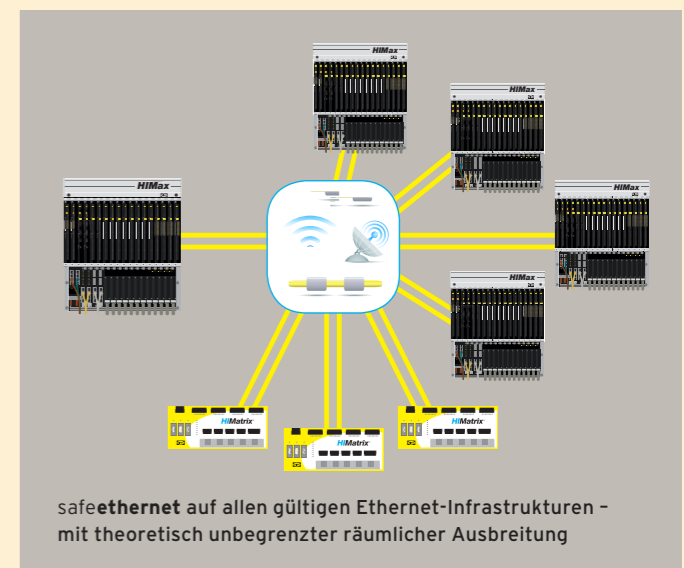 HIMax
HIMax
HIMax
HIMax
HIMax
HIMatrix
HIMatrix
HIMatrix
safeethernet auf allen gültigen Ethernet-Infrastrukturen –
mit theoretisch unbegrenzter räumlicher Ausbreitung